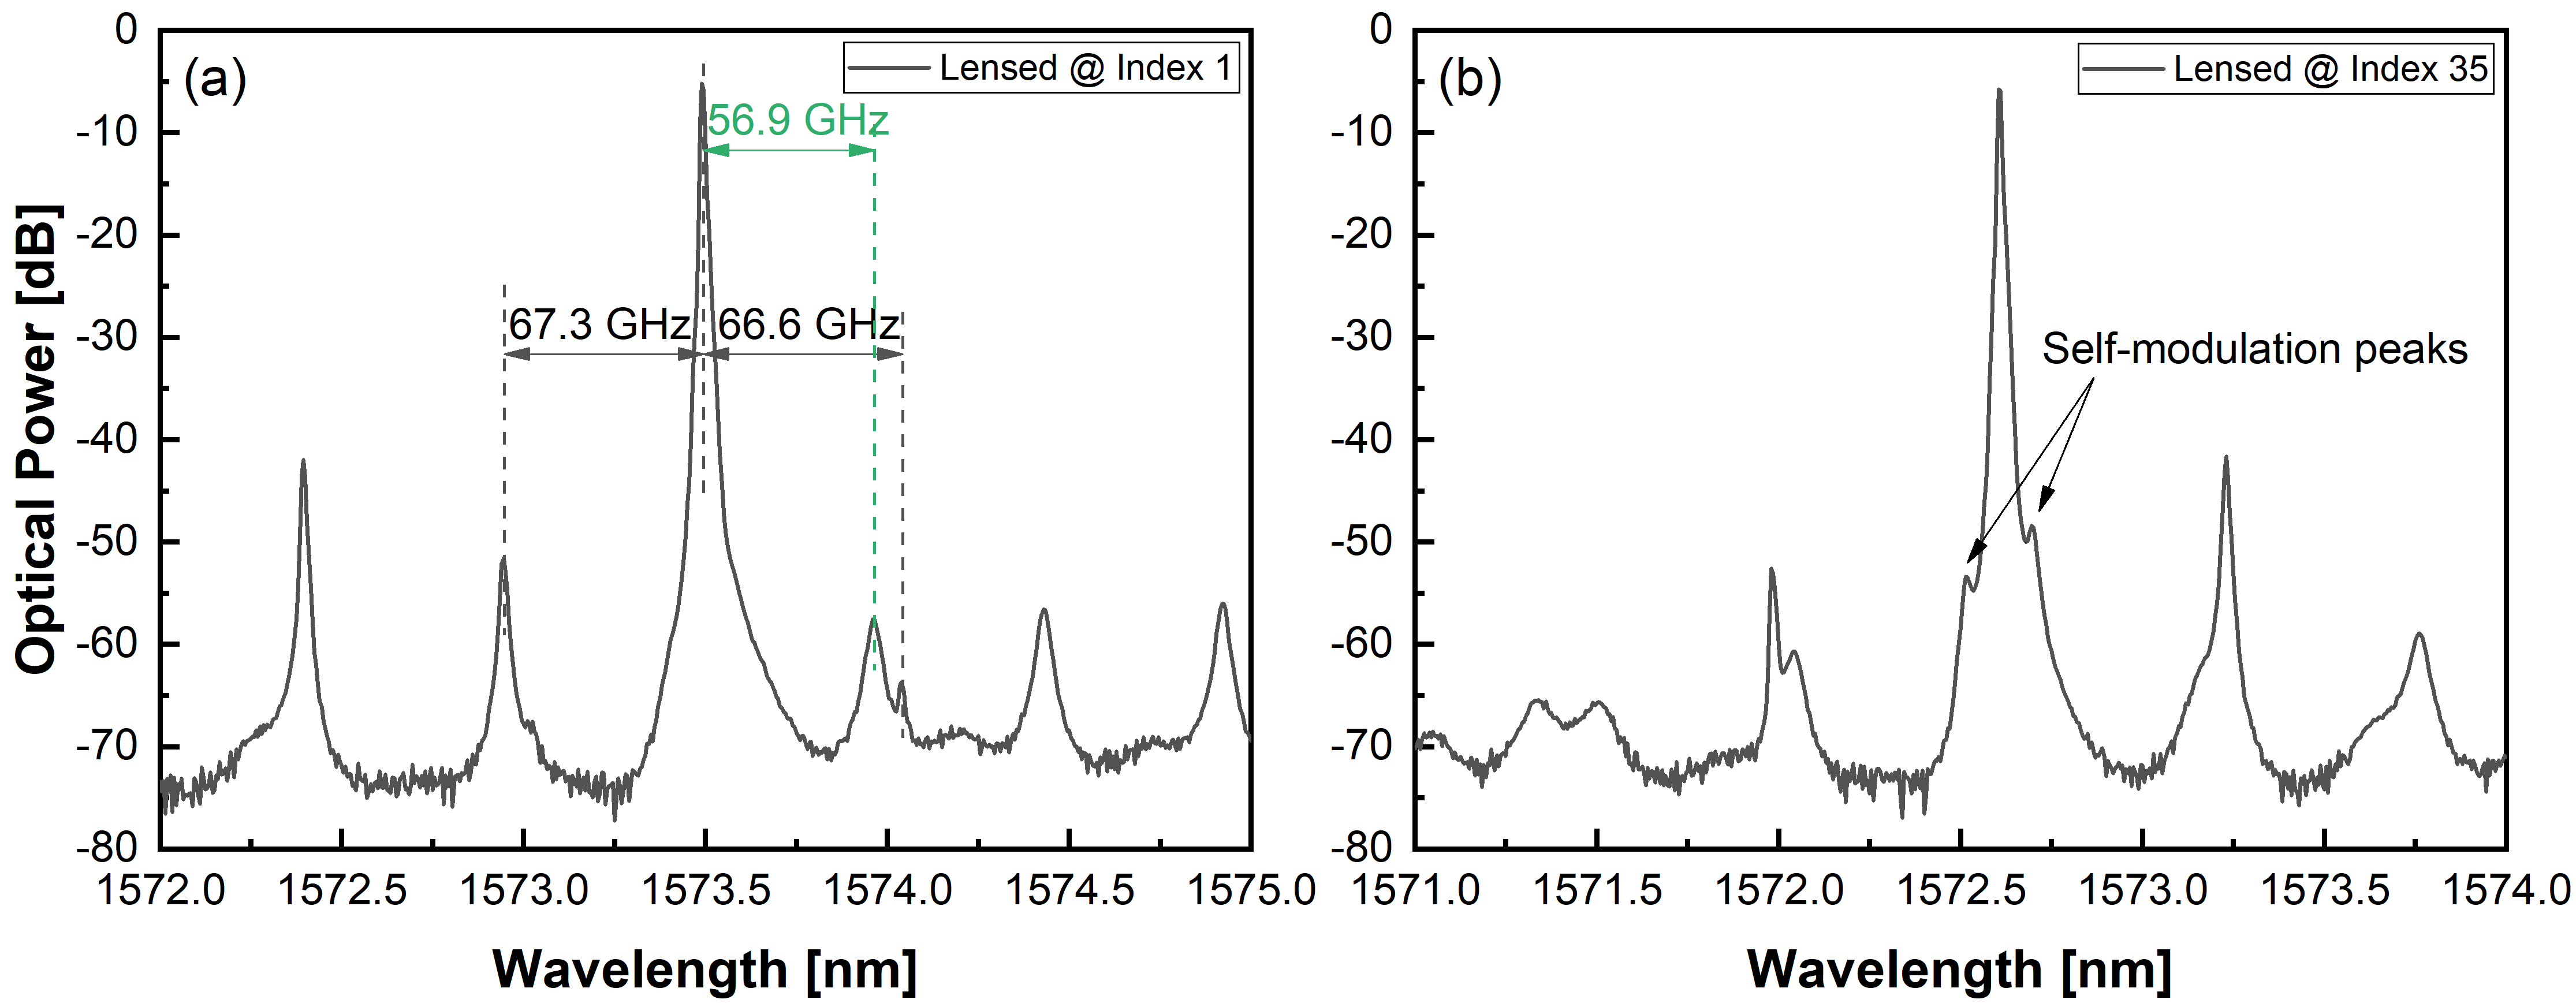 (a)
Lensed @ Index 1
56.9 GHz
67.3 GHz
66.6 GHz
0
-10
-20
-30
-40
-50
-60
-70
-80
1572.0
1572.5
1573.0
1573.5
1574.0
1574.5
1575.0
Optical Power [dB]
Wavelength [nm]
(b)
Lensed @ Index 35
Self-modulation peaks
0
-10
-20
-30
-40
-50
-60
-70
-80
1571.0
1571.5
1572.0
1572.5
1573.0
1573.5
1574.0
Wavelength [nm]